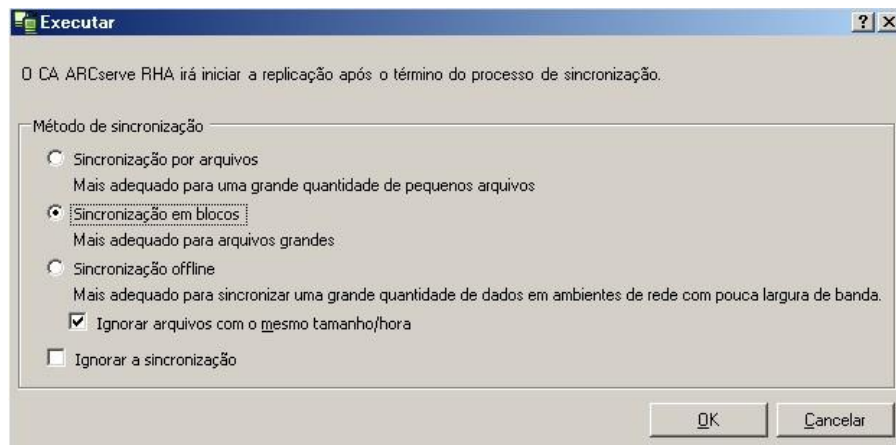 Executar
O CA ARCserve RHA irá iniciar a replicação após o término do processo de sincronização.
Método de sincronização
Sincronização por arquivos
Mais adequado para uma grande quantidade de pequenos arquivos
Sincronização em blocos
Mais adequado para arquivos grandes
Sincronização offline
Mais adequado para sincronizar uma grande quantidade de dados em ambientes de rede com pouca largura de banda.
Ignorar arquivos com o mesmo tamanho/hora
Ignorar a sincronização
OK Cancelar